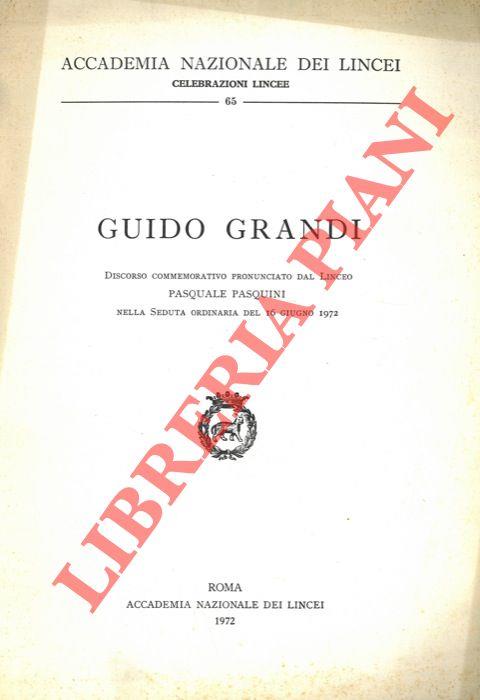 ACCADEMIA NAZIONALE DEI LINCEI
CELEBRAZIONI LINCEE
65
GUIDO GRANDI
DISCORSO COMMEMORATIVO PRONUNCIATO DAL LINCEO
PASQUALE PASQUINI
NELLA SEDUTA ORDINARIA DEL 16 GIUGNO 1972
LIBRERIA PIANI
ROMA
ACCADEMIA NAZIONALE DEI LINCEI
1972